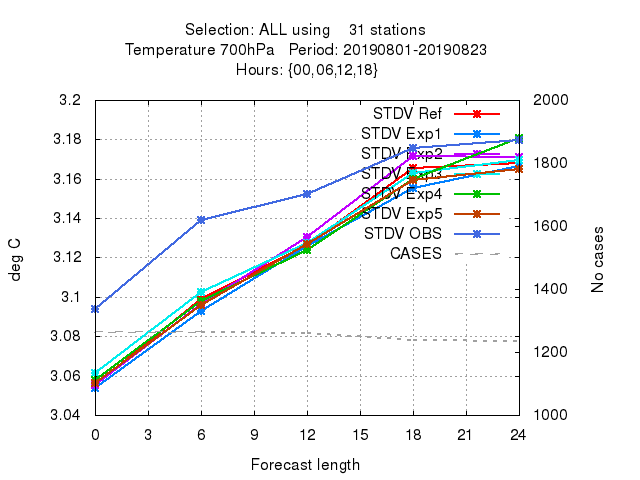 Selection: ALL using 31 stations
Temperature 700hPa Period: 20190801-20190823
Hours: {00,06,12,18}
3.2
3.18
3.16
3.14
3.12
3.1
3.08
3.06
3.04
deg C
2000
1800
1600
1400
1200
1000
No cases
STDV Ref
STDV Exp1
STDV Exp2
STDV Exp3
STDV Exp4
STDV Exp5
STDV OBS
CASES
0 3 6 9 12 15 18 21 24
Forecast length